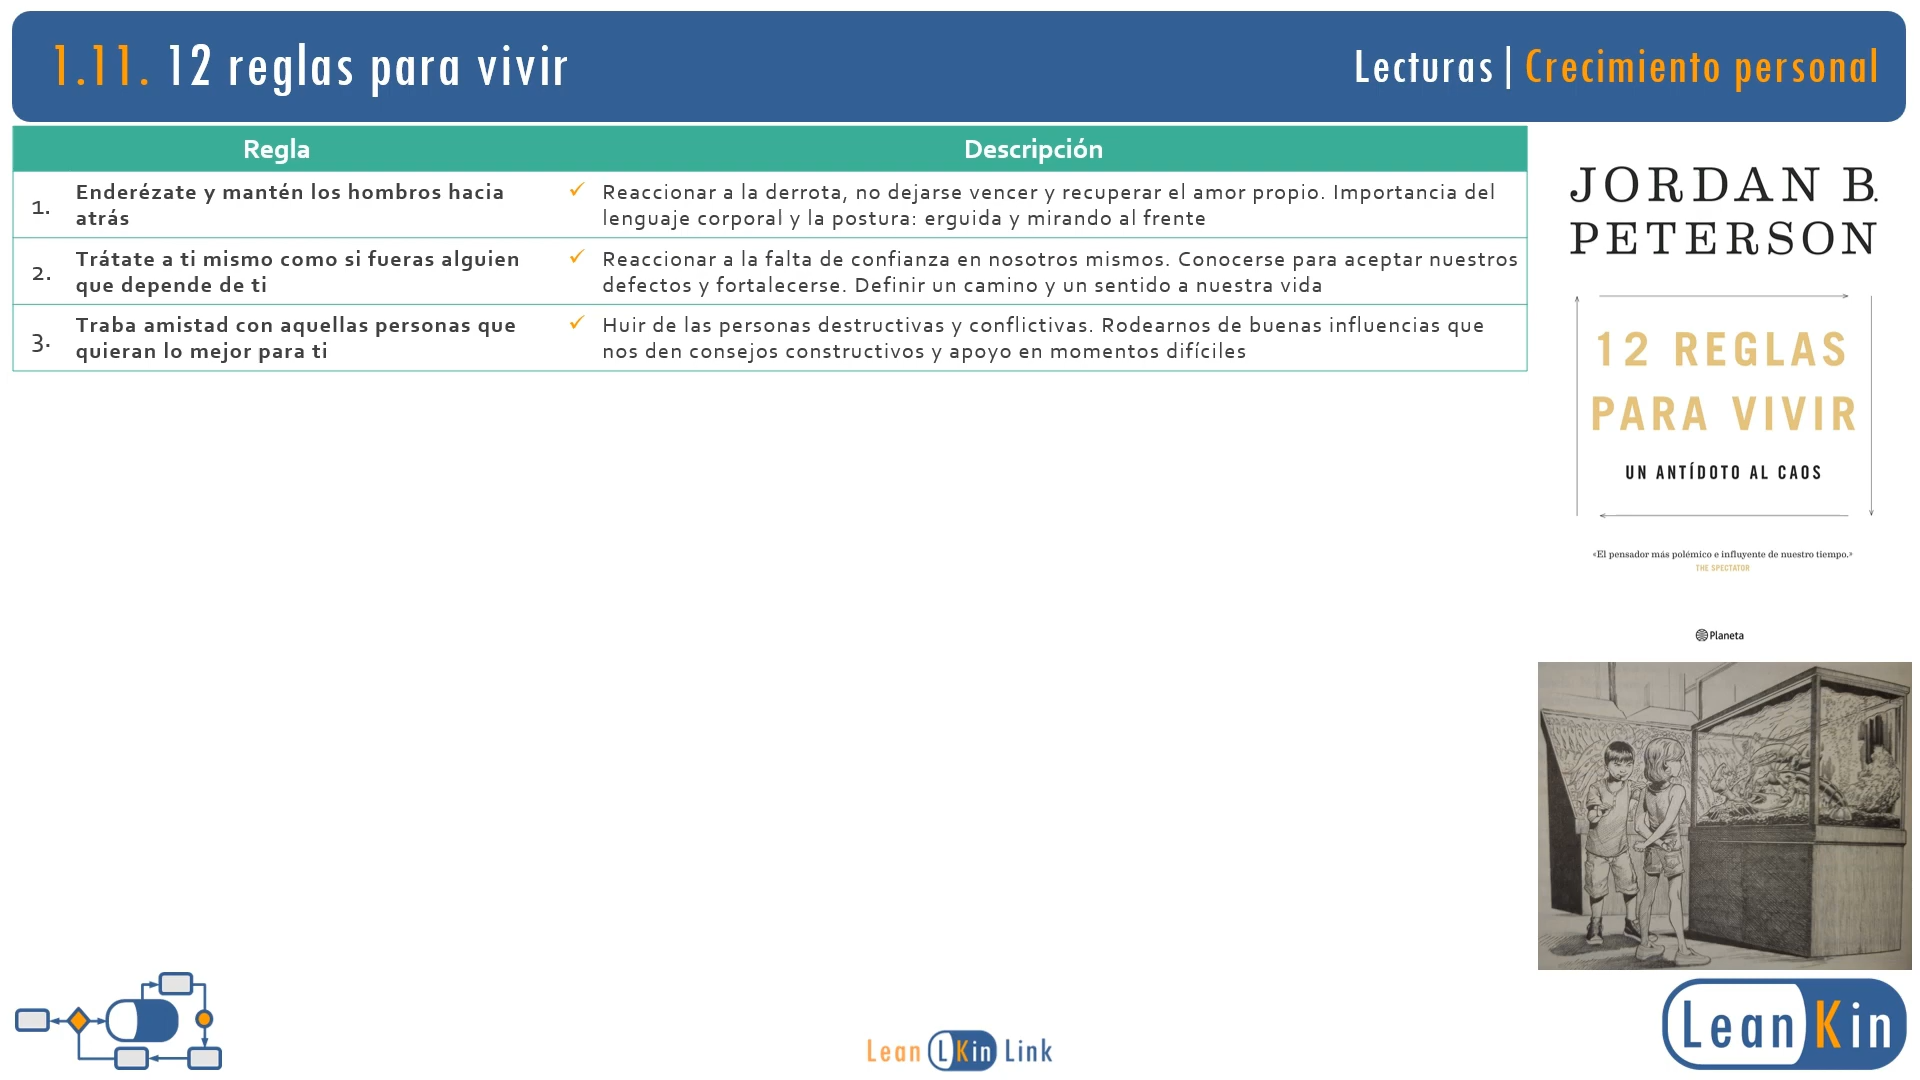 1.11. 12 reglas para vivir
Lecturas | Crecimiento personal
Regla
Descripción
1.
Enderézate y mantén los hombros hacia
atrás
✓ Reaccionar a la derrota, no dejarse vencer y recuperar el amor propio. Importancia del
lenguaje corporal y la postura: erguida y mirando al frente
2.
Trátate a ti mismo como si fueras alguien
que depende de ti
✓ Reaccionar a la falta de confianza en nosotros mismos. Conocerse para aceptar nuestros
defectos y fortalecerse. Definir un camino y un sentido a nuestra vida
3.
Traba amistad con aquellas personas que
quieran lo mejor para ti
✓ Huir de las personas destructivas y conflictivas. Rodearnos de buenas influencias que
nos den consejos constructivos y apoyo en momentos difíciles
JORDAN B.
PETERSON
12 REGLAS
PARA VIVIR
UN ANTÍDOTO AL CAOS
«El pensador más polémico e influyente de nuestro tiempo.»
THE SPECTATOR
Planeta
Lean LKin Link
LeanKin